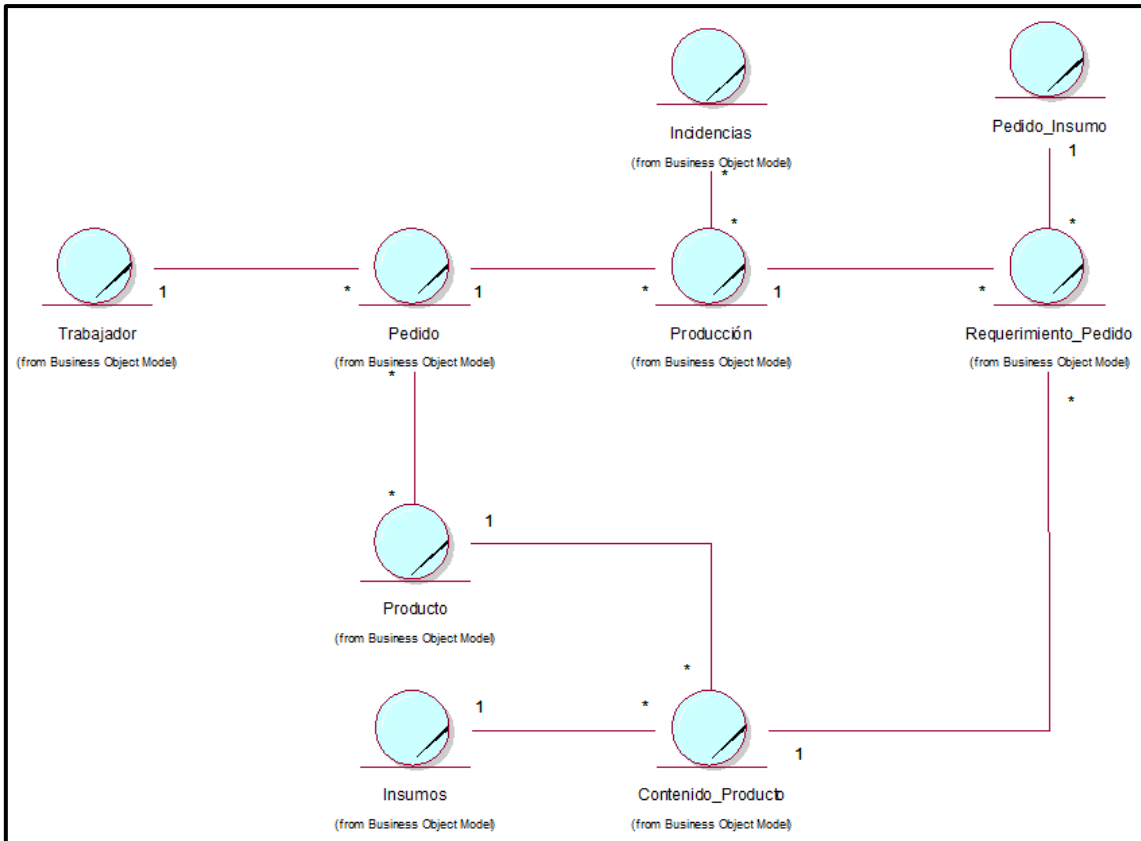 Incidencias
(from Business Object Model)
*
*
Pedido_Insumo
1
*
Trabajador
(from Business Object Model)
1
*
Pedido
(from Business Object Model)
1
*
Producción
(from Business Object Model)
1
*
Requerimiento_Pedido
(from Business Object Model)
*
*
*
Producto
(from Business Object Model)
1
*
Insumos
(from Business Object Model)
1
*
Contenido_Producto
(from Business Object Model)
1